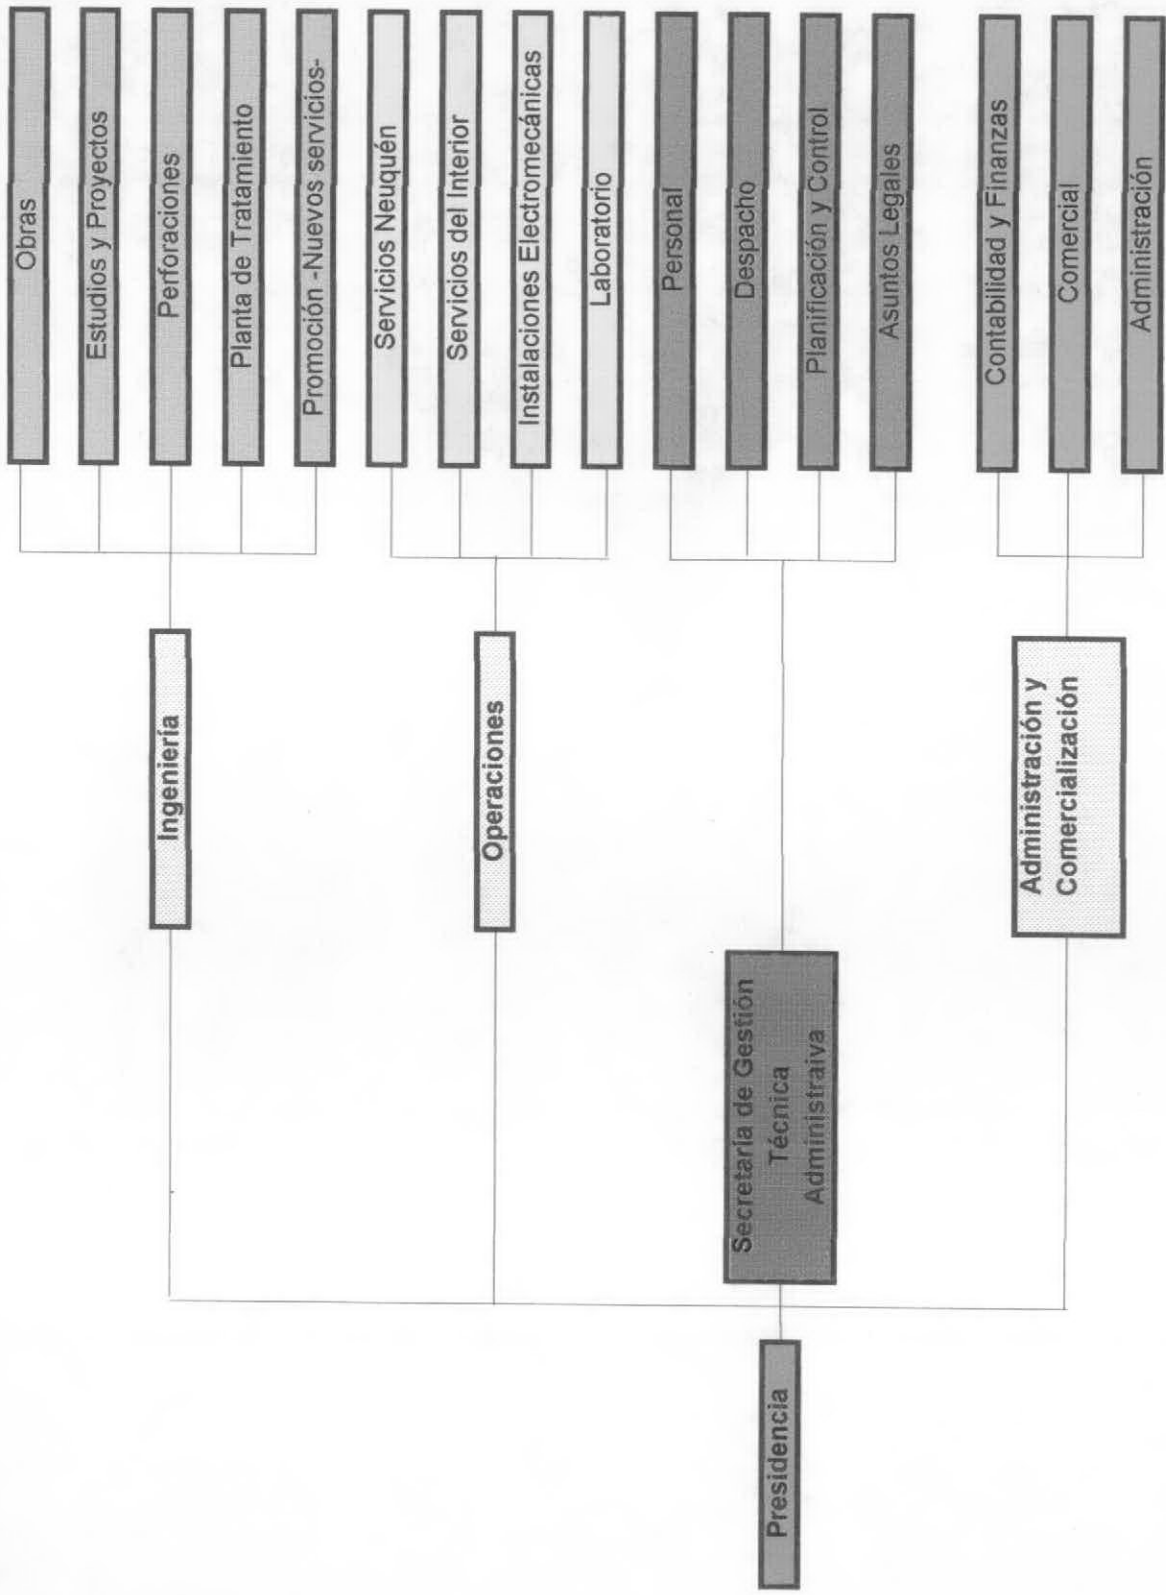 Presidencia
Secretaría de Gestión
Técnica
Administraiva
Ingeniería
Operaciones
Administración y
Comercialización
Obras
Estudios y Proyectos
Perforaciones
Planta de Tratamiento
Promoción -Nuevos servicios-
Servicios Neuquén
Servicios del Interior
Instalaciones Electromecánicas
Laboratorio
Personal
Despacho
Planificación y Control
Asuntos Legales
Contabilidad y Finanzas
Comercial
Administración